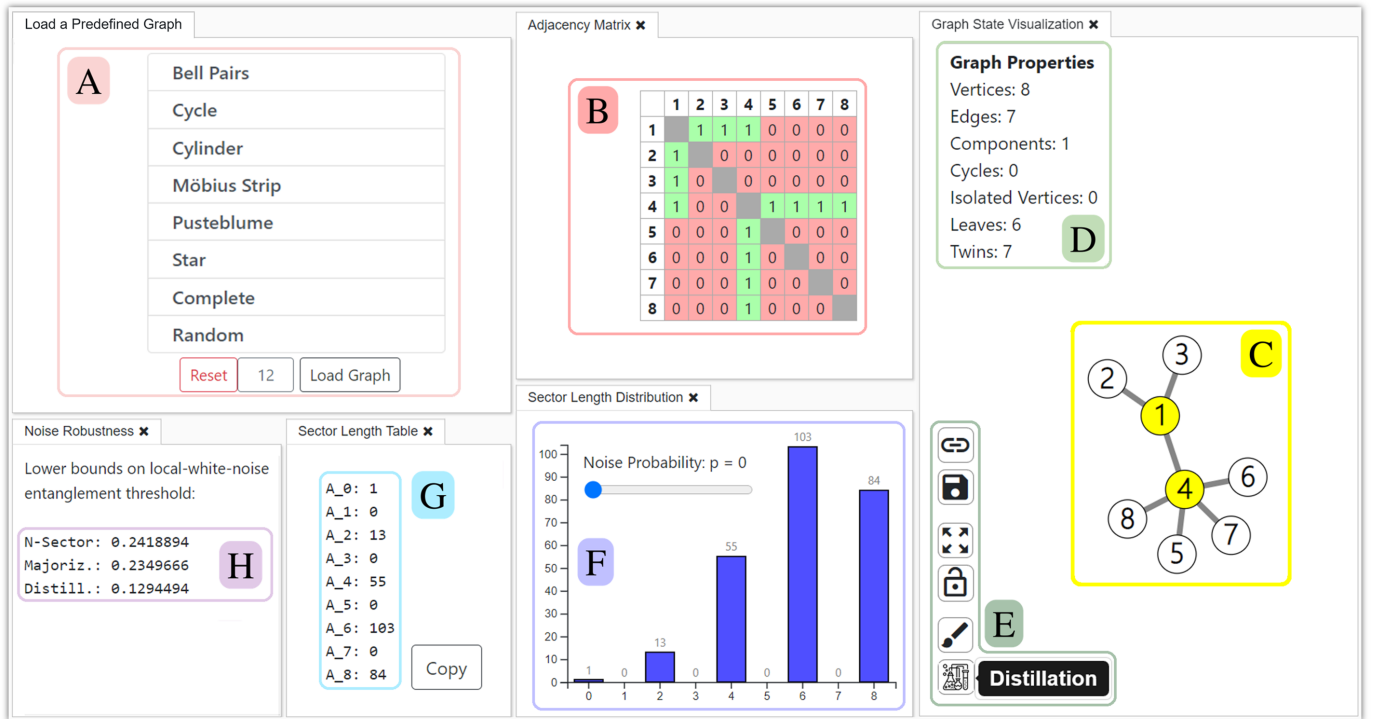 Load a Predefined Graph
A
Bell Pairs
Cycle
Cylinder
Möbius Strip
Pusteblume
Star
Complete
Random
Reset 12 Load Graph
Noise Robustness ✖
Lower bounds on local-white-noise
entanglement threshold:
N-Sector: 0.2418894
Majoriz.: 0.2349666
Distill.: 0.1294494
H
Sector Length Table ✖
A_0: 1
A_1: 0
A_2: 13
A_3: 0
A_4: 55
A_5: 0
A_6: 103
A_7: 0
A_8: 84
G
Copy
Adjacency Matrix ✖
B
1 2 3 4 5 6 7 8
1 1 1 1 0 0 0 0
2 1 0 0 0 0 0 0
3 1 0 0 0 0 0 0
4 1 0 0 1 1 1 1
5 0 0 0 1 0 0 0
6 0 0 0 1 0 0 0
7 0 0 0 1 0 0 0
8 0 0 0 1 0 0 0
Sector Length Distribution ✖
Noise Probability: p = 0
F
100
90
80
70
60
50
40
30
20
10
0
1 0 13 0 55 0 103 0 84
0 1 2 3 4 5 6 7 8
Graph State Visualization ✖
Graph Properties
Vertices: 8
Edges: 7
Components: 1
Cycles: 0
Isolated Vertices: 0
Leaves: 6
Twins: 7
D
C
3
2
1
6
4
8
7
5
E
Distillation